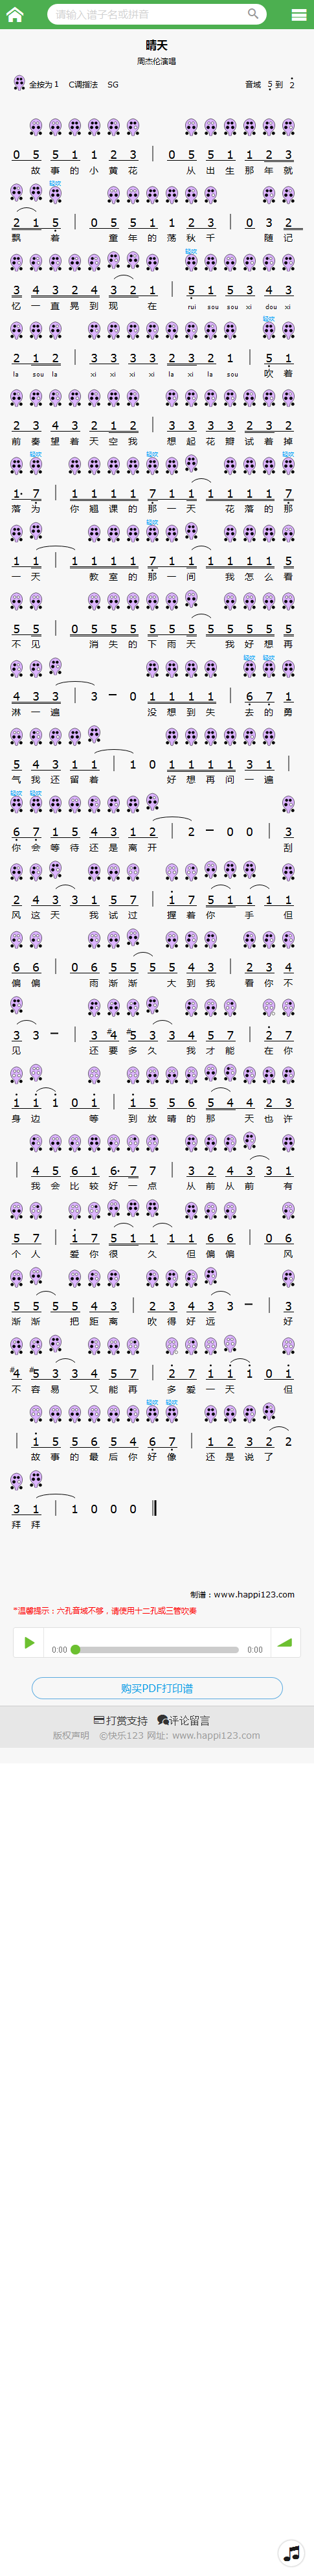 请输入谱子名或拼音
晴天
周杰伦演唱
全按为 1 C调指法 SG 音域 5 到 2
0 5 5 1 1 2 3 | 0 5 5 1 1 2 3
故 事 的 小 黄 花 从 出 生 那 年 就
轻吹
2 1 5 | 0 5 5 1 1 2 3 | 0 3 2
飘 着 童 年 的 荡 秋 千 随 记
轻吹
3 4 3 2 4 3 2 1 | 5 1 5 3 4 3
忆 一 直 晃 到 现 在 rui sou sou xi dou xi
轻吹
2 1 2 | 3 3 3 3 2 3 2 1 | 5 1
la sou la xi xi xi xi la xi la sou 吹 着
2 3 4 3 2 1 2 | 3 3 3 3 2 3 2
前 奏 望 着 天 空 我 想 起 花 瓣 试 着 掉
轻吹 轻吹 轻吹
1· 7 | 1 1 1 1 7 1 1 1 1 1 1 7
落 为 你 翘 课 的 那 一 天 花 落 的 那
轻吹
1 1 | 1 1 1 1 7 1 1 1 1 1 1 5
一 天 教 室 的 那 一 间 我 怎 么 看
5 5 | 0 5 5 5 5 5 5 5 5 5 5 5
不 见 消 失 的 下 雨 天 我 好 想 再
轻吹 轻吹
4 3 3 | 3 – 0 1 1 1 1 | 6 7 1
淋 一 遍 没 想 到 失 去 的 勇
5 4 3 1 1 | 1 0 1 1 1 1 3 1 |
气 我 还 留 着 好 想 再 问 一 遍
轻吹 轻吹
6 7 1 5 4 3 1 2 | 2 – 0 0 | 3
你 会 等 待 还 是 离 开 刮
2 4 3 3 1 5 7 | 1 7 5 1 1 1 1
风 这 天 我 试 过 握 着 你 手 但
6 6 | 0 6 5 5 5 5 4 3 | 2 3 4
偏 偏 雨 渐 渐 大 到 我 看 你 不
3 3 – | 3 #4 #5 3 3 4 5 7 | 2 7
见 还 要 多 久 我 才 能 在 你
1 1 1 0 1 | 1 5 5 6 5 4 4 2 3
身 边 等 到 放 晴 的 那 天 也 许
| 4 5 6 1 6· 7 7 | 3 2 4 3 3 1
我 会 比 较 好 一 点 从 前 从 前 有
5 7 | 1 7 5 1 1 1 1 6 6 | 0 6
个 人 爱 你 很 久 但 偏 偏 风
5 5 5 5 4 3 | 2 3 4 3 3 – | 3
渐 渐 把 距 离 吹 得 好 远 好
#4 #5 3 3 4 5 7 | 2 7 1 1 1 0 1
不 容 易 又 能 再 多 爱 一 天 但
轻吹 轻吹
| 1 5 5 6 5 4 6 7 | 1 2 3 2 2
故 事 的 最 后 你 好 像 还 是 说 了
3 1 | 1 0 0 0
拜 拜
制谱：www.happi123.com
*温馨提示：六孔音域不够，请使用十二孔或三管吹奏
0:00 0:00
购买PDF打印谱
打赏支持 评论留言
版权声明 ©快乐123 网址: www.happi123.com